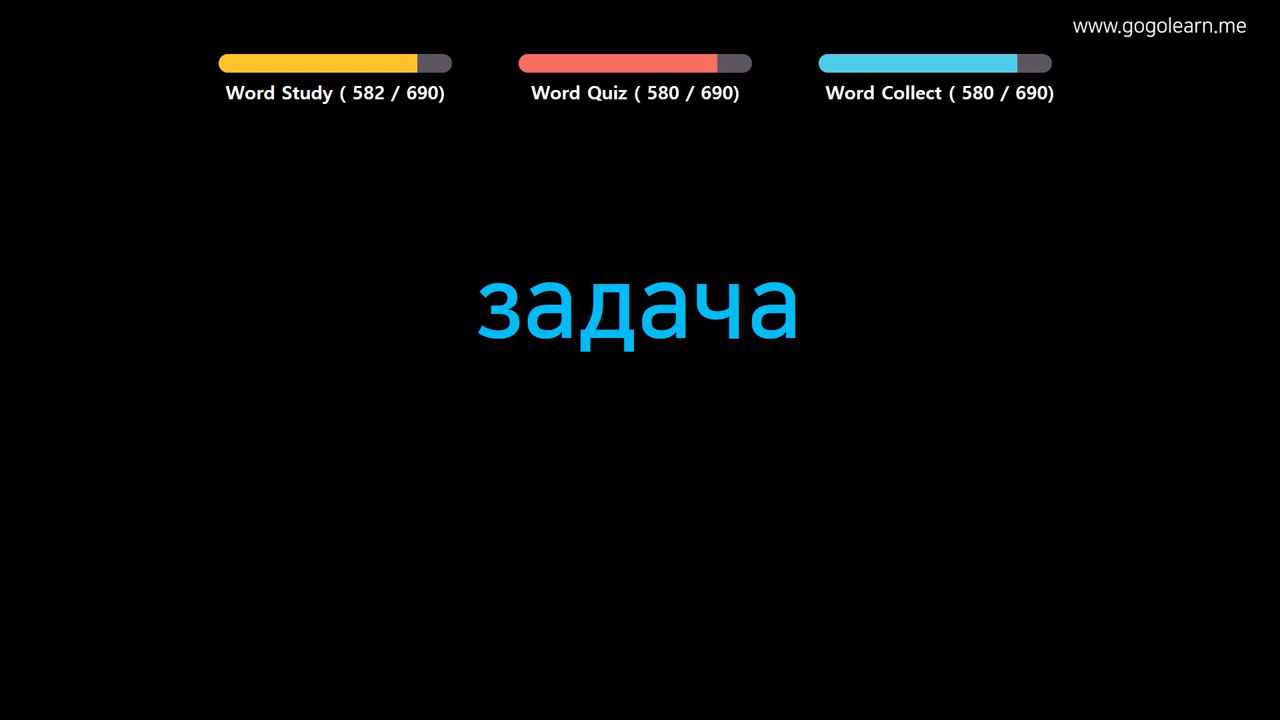 www.gogolearn.me
Word Study ( 582 / 690)
Word Quiz ( 580 / 690)
Word Collect ( 580 / 690)
задача